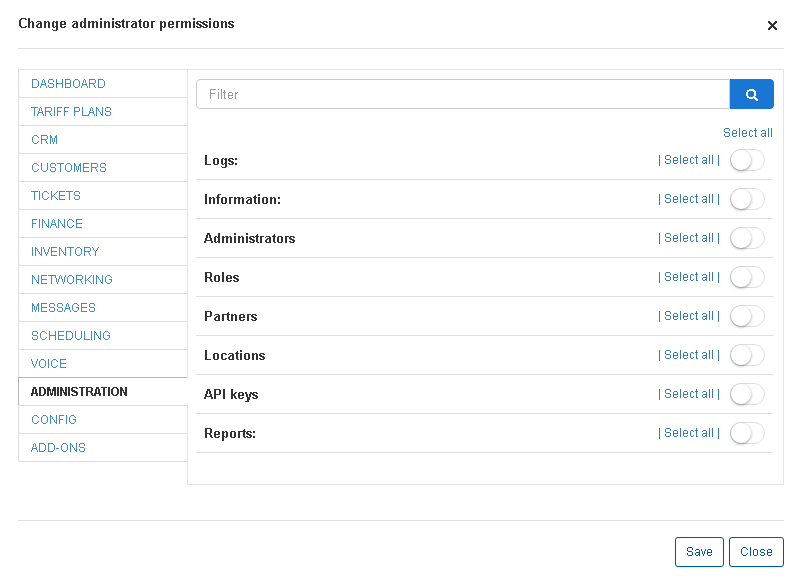 Change administrator permissions
×
DASHBOARD
TARIFF PLANS
CRM
CUSTOMERS
TICKETS
FINANCE
INVENTORY
NETWORKING
MESSAGES
SCHEDULING
VOICE
ADMINISTRATION
CONFIG
ADD-ONS
Filter
Select all
Logs: | Select all |
Information: | Select all |
Administrators | Select all |
Roles | Select all |
Partners | Select all |
Locations | Select all |
API keys | Select all |
Reports: | Select all |
Save Close